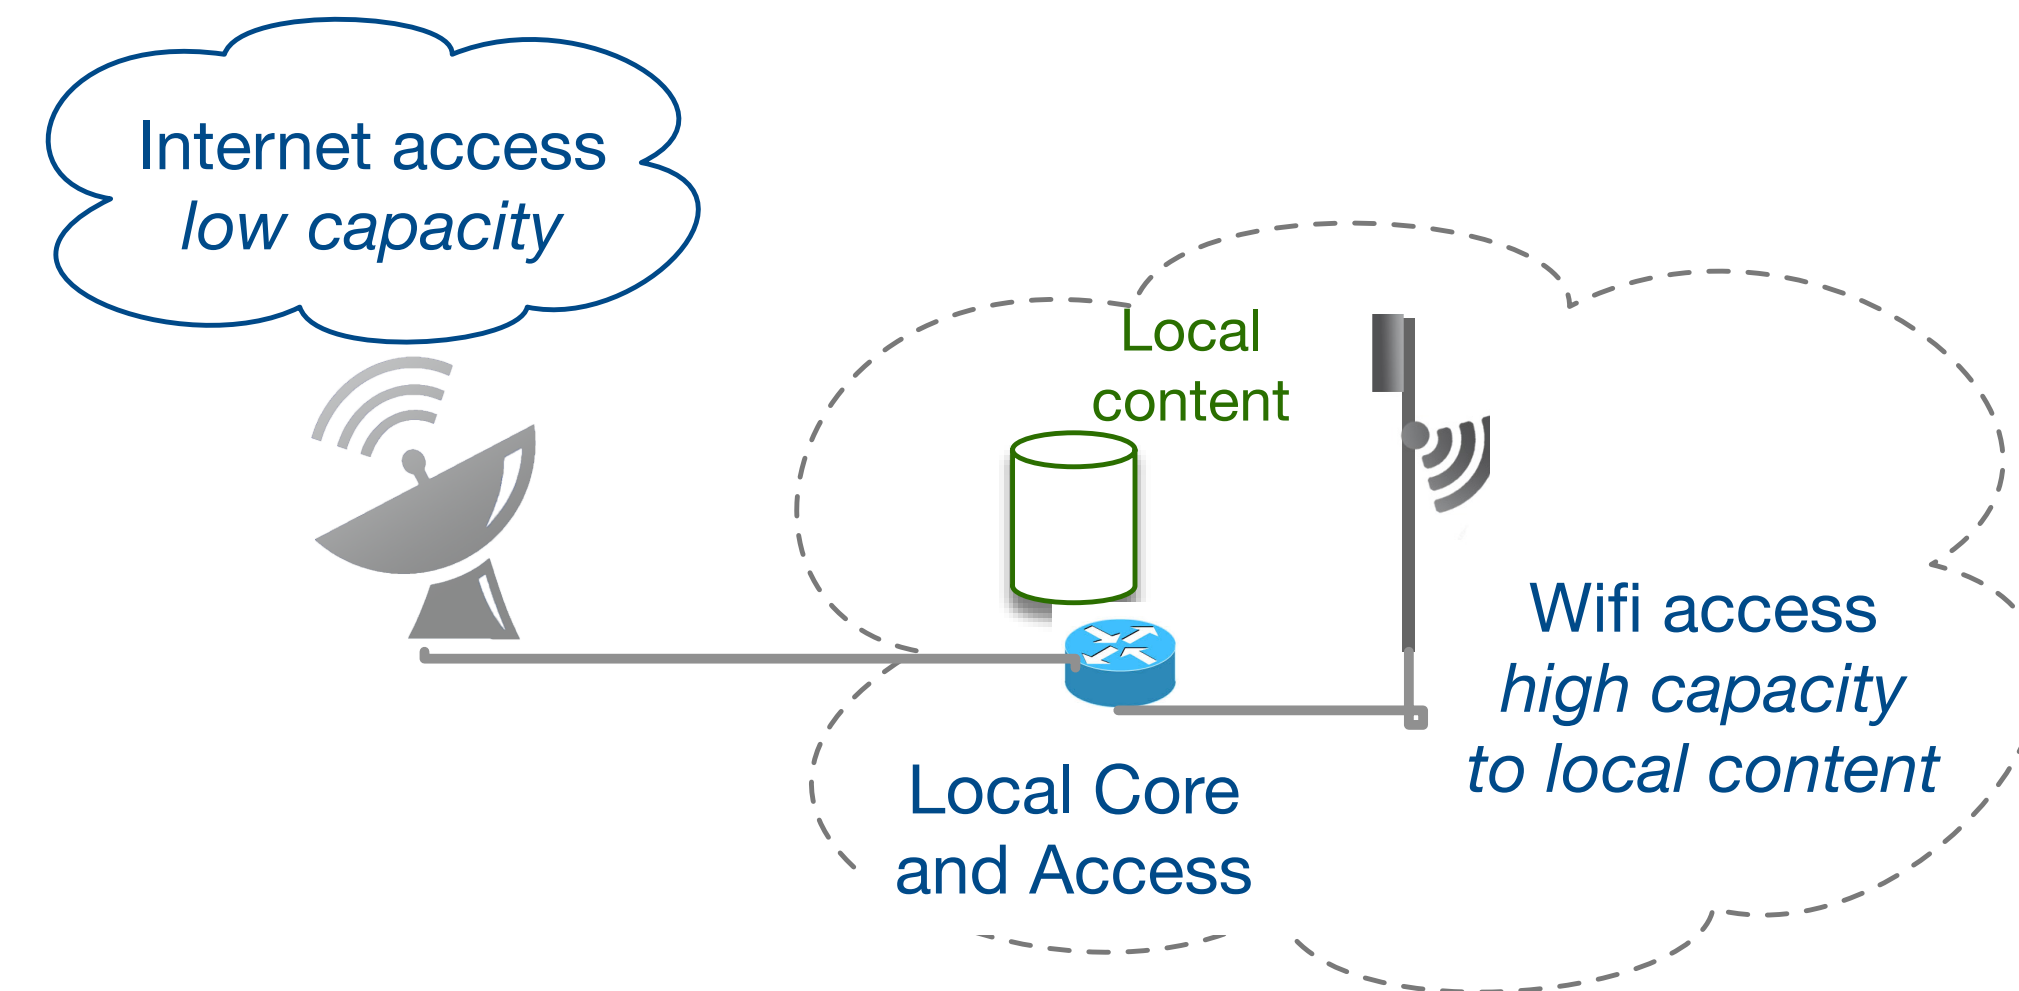 Internet access
low capacity
Local
content
Wifi access
high capacity
to local content
Local Core
and Access